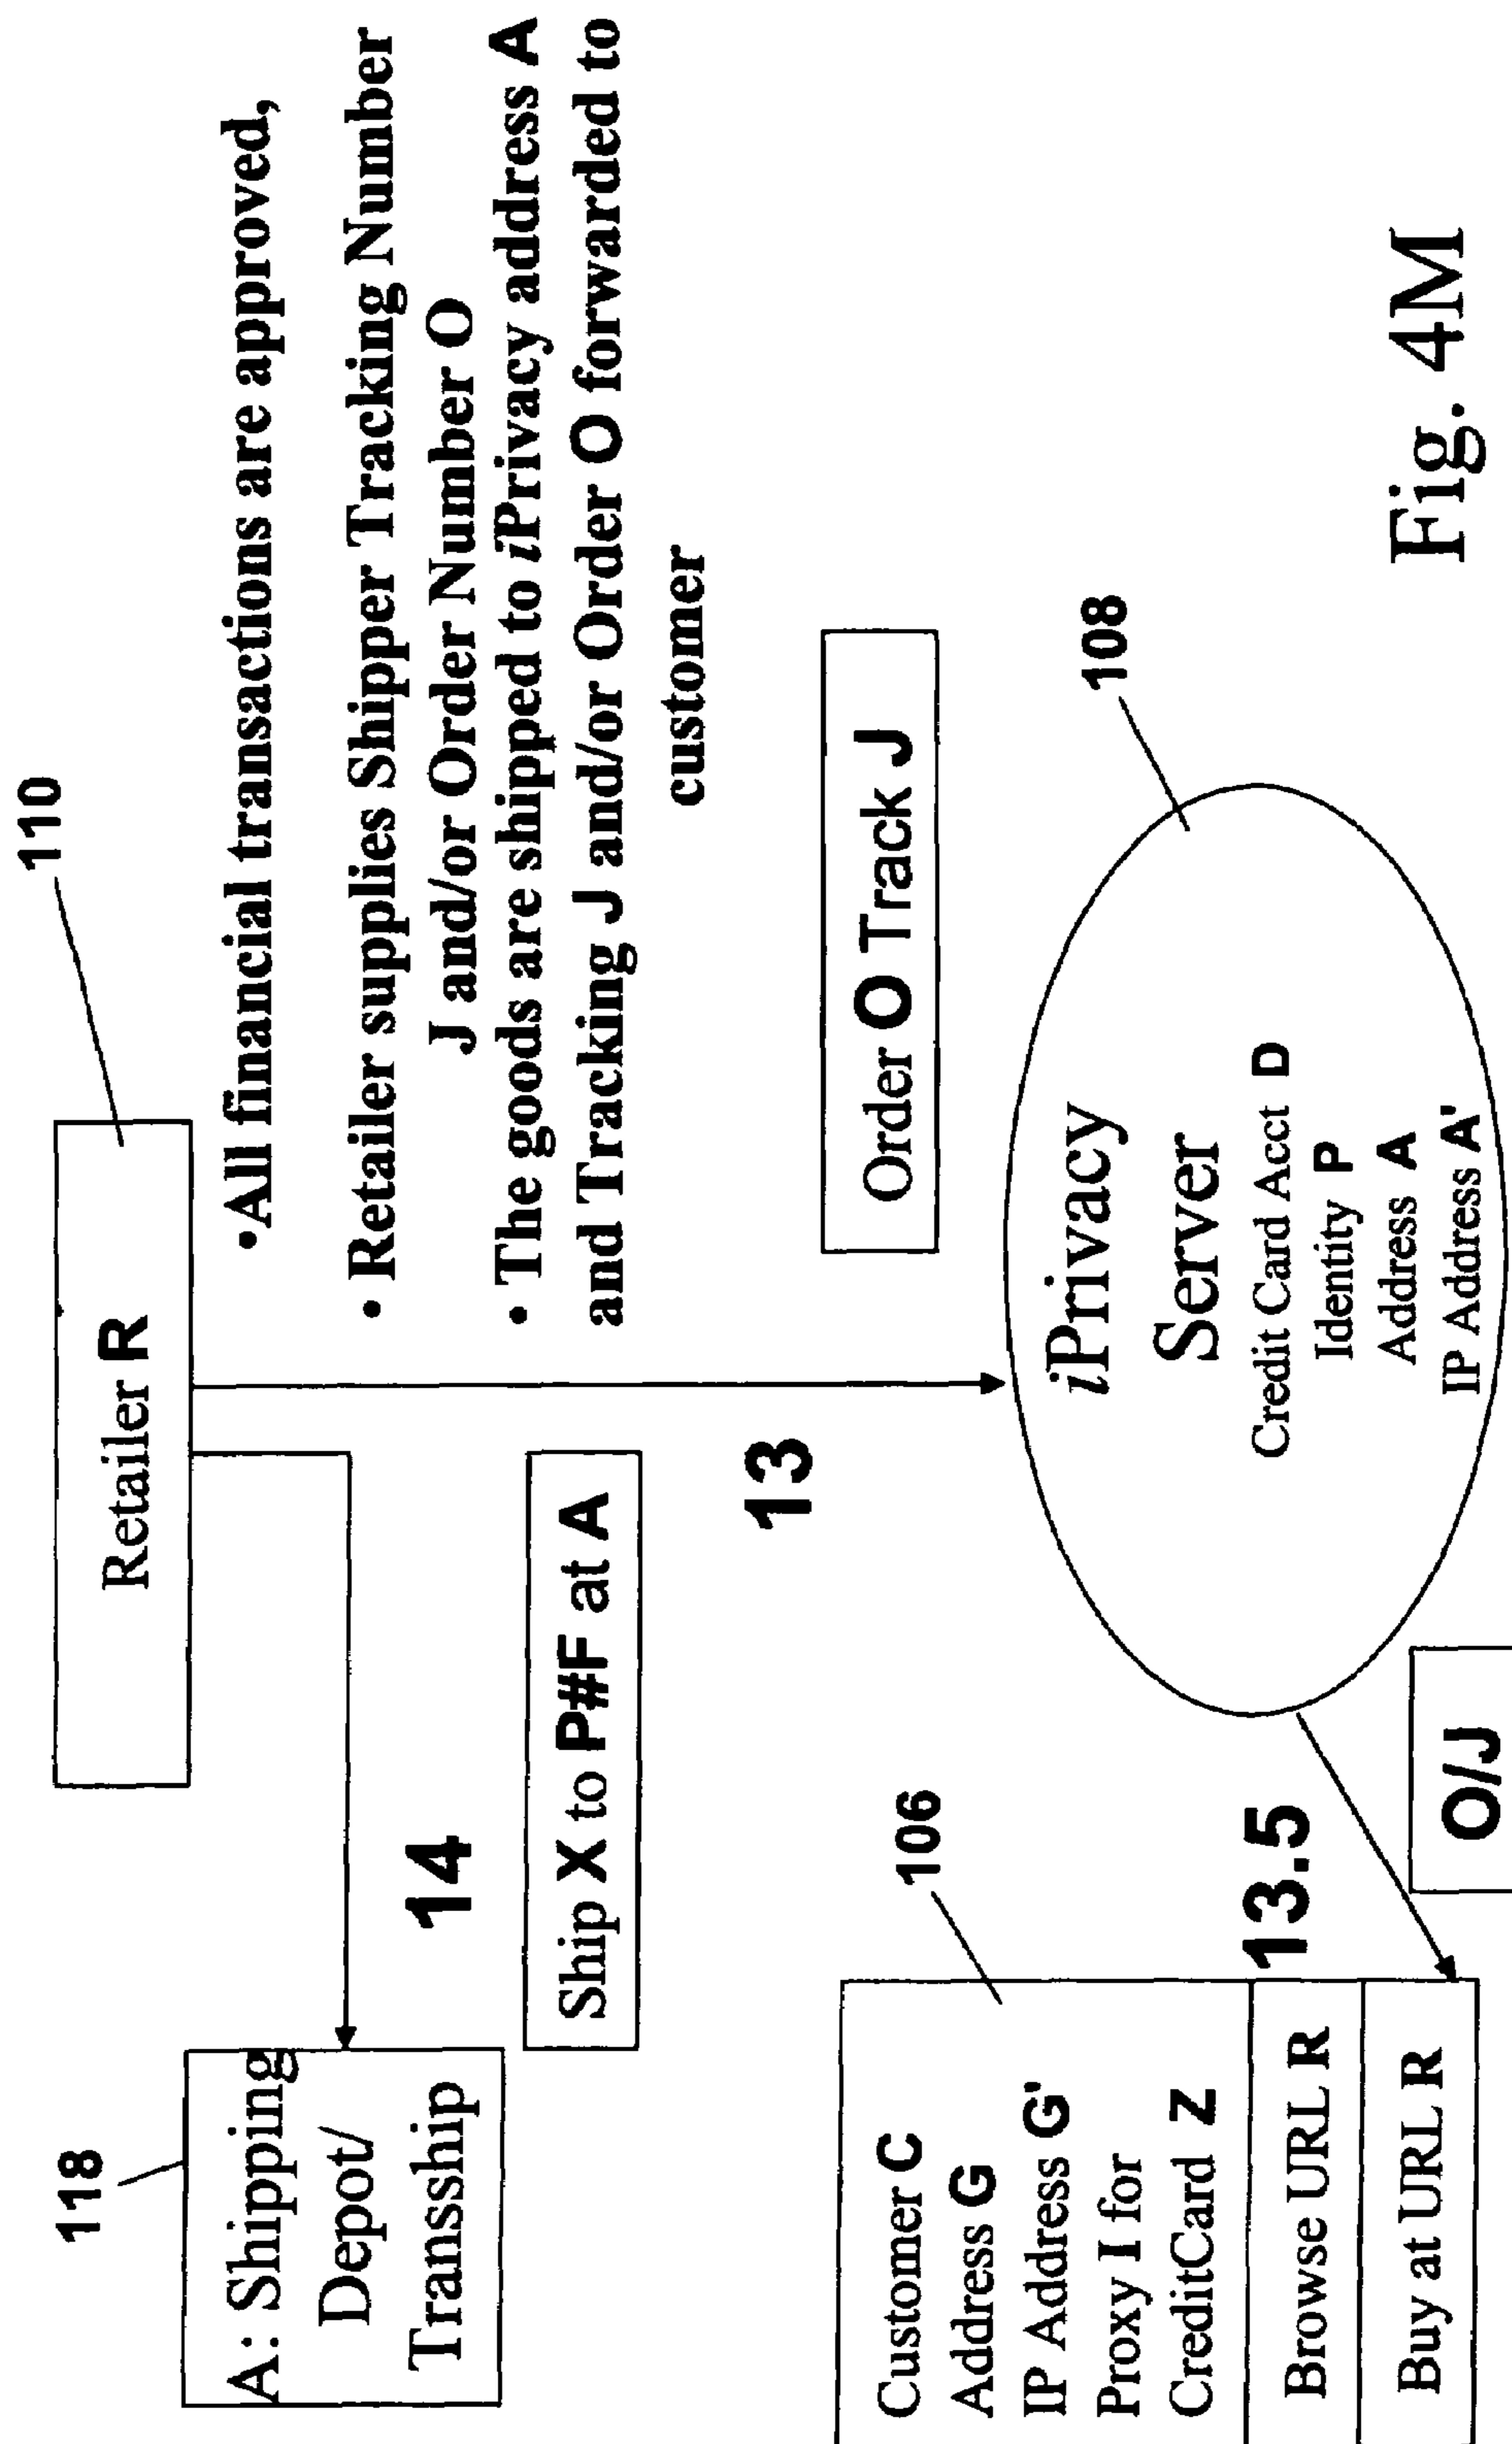 110
Retailer R
•All financial transactions are approved,
• Retailer supplies Shipper Tracking Number
J and/or Order Number O
• The goods are shipped to iPrivacy address A
and Tracking J and/or Order O forwarded to
customer
118
A: Shipping
Depot/
Transship
14
Ship X to P#F at A
13
Order O Track J
108
iPrivacy
Server
Credit Card Acct D
Identity P
Address A
IP Address A'
106
Customer C
Address G
IP Address G'
Proxy I for
CreditCard Z
Browse URL R
Buy at URL R
13.5
O/J
Fig. 4M